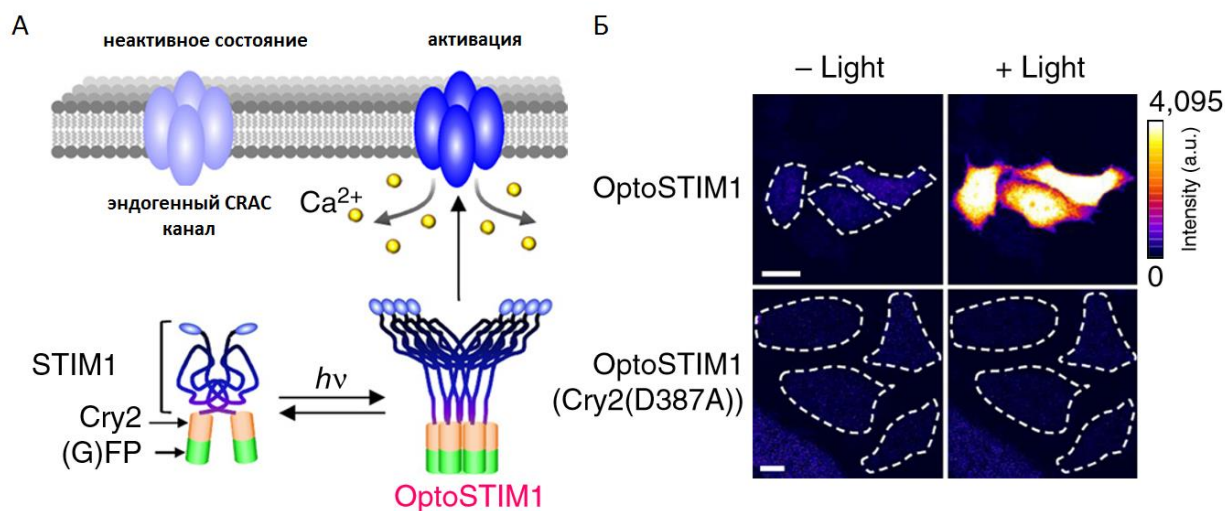 А
неактивное состояние
активация
эндогенный CRAC
канал
Ca2+
STIM1
hν
Cry2
(G)FP
OptoSTIM1
Б
– Light
+ Light
4,095
OptoSTIM1
Intensity (a.u.)
0
OptoSTIM1
(Cry2(D387A))